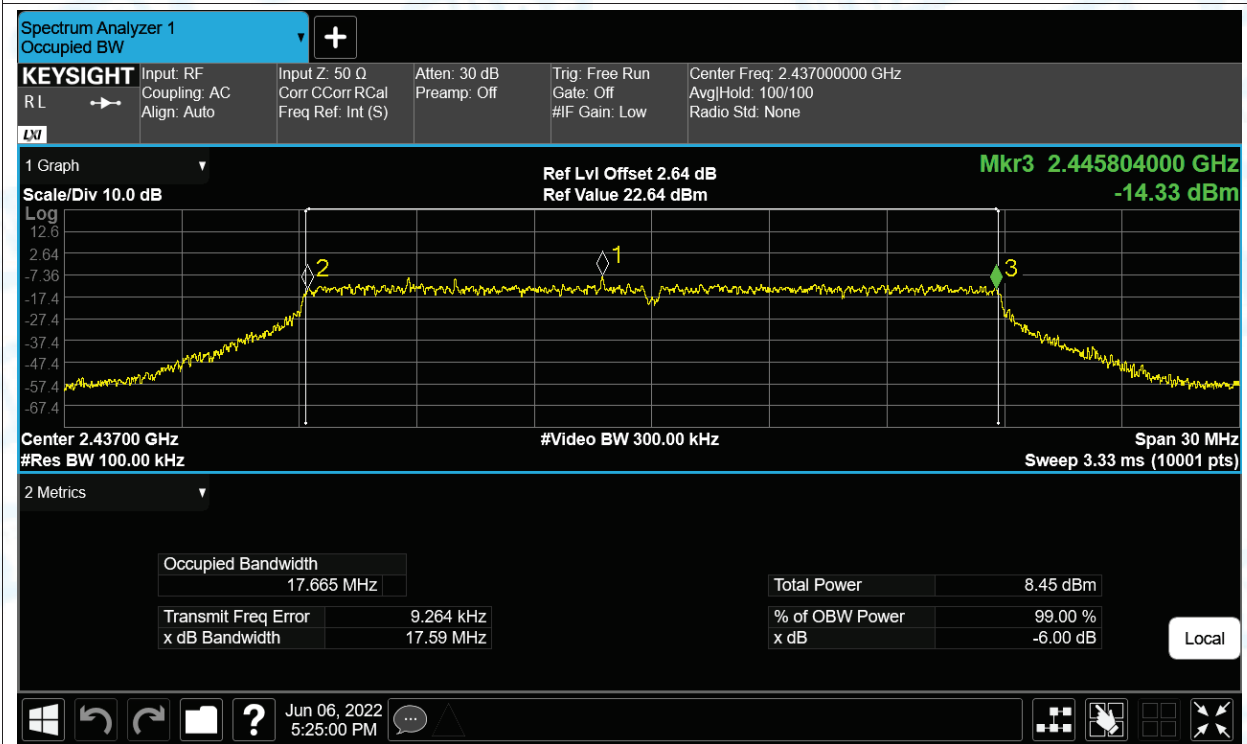 Spectrum Analyzer 1
Occupied BW
+
KEYSIGHT
R L
LXI
Input: RF
Coupling: AC
Align: Auto
Input Z: 50 Ω
Corr CCorr RCal
Freq Ref: Int (S)
Atten: 30 dB
Preamp: Off
Trig: Free Run
Gate: Off
#IF Gain: Low
Center Freq: 2.437000000 GHz
Avg|Hold: 100/100
Radio Std: None
1 Graph
Scale/Div 10.0 dB
Ref Lvl Offset 2.64 dB
Ref Value 22.64 dBm
Mkr3 2.445804000 GHz
-14.33 dBm
Log
12.6
2.64
-7.36
-17.4
-27.4
-37.4
-47.4
-57.4
-67.4
2
1
3
Center 2.43700 GHz
#Res BW 100.00 kHz
#Video BW 300.00 kHz
Span 30 MHz
Sweep 3.33 ms (10001 pts)
2 Metrics
Occupied Bandwidth
17.665 MHz
Transmit Freq Error 9.264 kHz
x dB Bandwidth 17.59 MHz
Total Power 8.45 dBm
% of OBW Power 99.00 %
x dB -6.00 dB
Local
?
Jun 06, 2022
5:25:00 PM